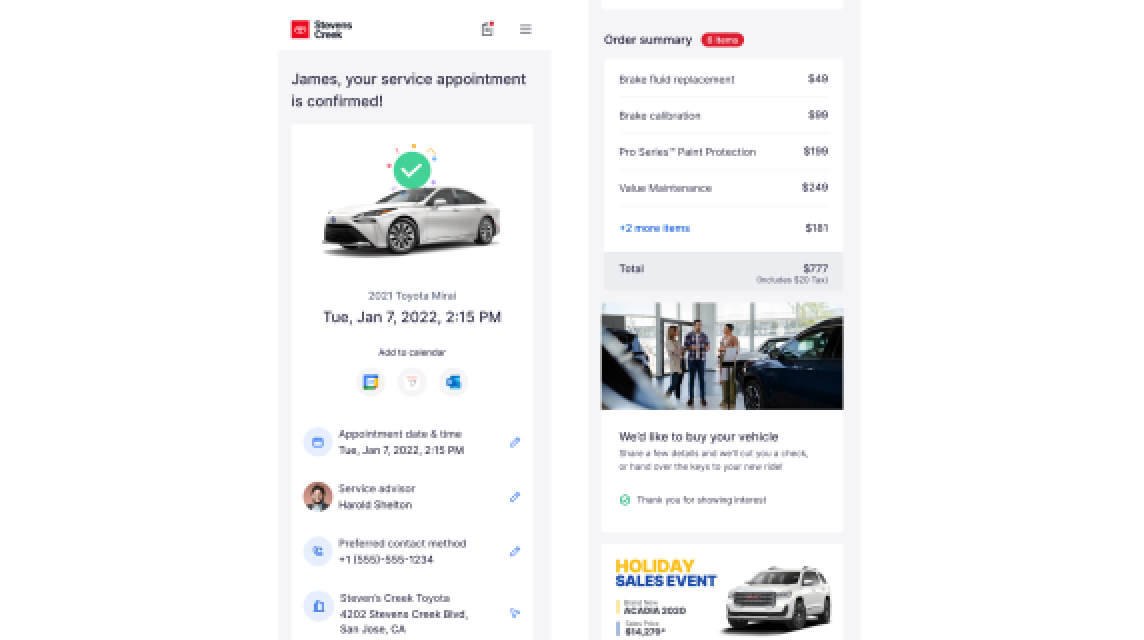 Stevens
Creek
James, your service appointment
is confirmed!
2021 Toyota Mirai
Tue, Jan 7, 2022, 2:15 PM
Add to calendar
Appointment date & time
Tue, Jan 7, 2022, 2:15 PM
Service advisor
Harold Shelton
Preferred contact method
+1 (555)-555-1234
Steven's Creek Toyota
4202 Stevens Creek Blvd,
San Jose, CA
Order summary 6 items
Brake fluid replacement $49
Brake calibration $99
Pro Series™ Paint Protection $199
Value Maintenance $249
+2 more items $181
Total $777
(Includes $20 Tax)
We'd like to buy your vehicle
Share a few details and we'll cut you a check,
or hand over the keys to your new ride!
Thank you for showing interest
HOLIDAY
SALES EVENT
Brand New
ACADIA 2020
Sales Price
$14,279*